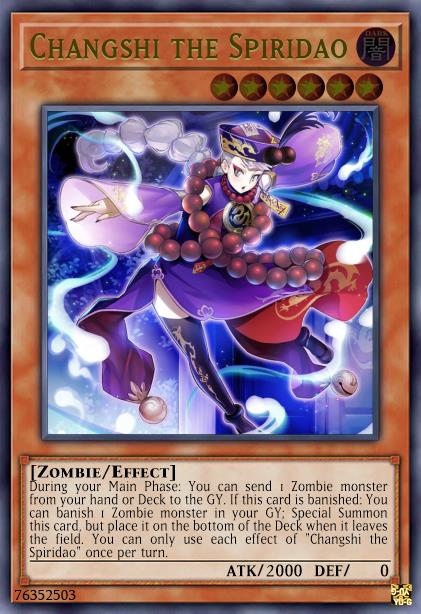 CHANGSHI THE SPIRIDAO
DARK
闇
[ZOMBIE/EFFECT]
During your Main Phase: You can send 1 Zombie monster
from your hand or Deck to the GY. If this card is banished: You
can banish 1 Zombie monster in your GY; Special Summon
this card, but place it on the bottom of the Deck when it leaves
the field. You can only use each effect of "Changshi the
Spiridao" once per turn.
ATK/2000 DEF/ 0
76352503